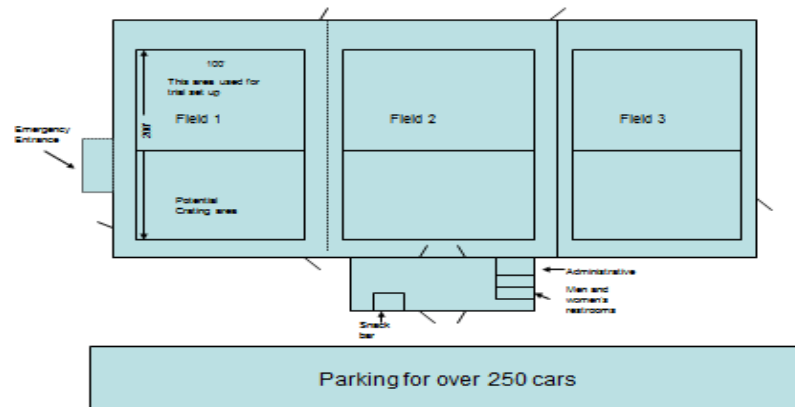 100'
This area used for
trial set up
Field 1
200'
Field 2
Field 3
Emergency
Entrance
Potential
Crating area
Administrative
Men and
women's
restrooms
Snack
bar
Parking for over 250 cars